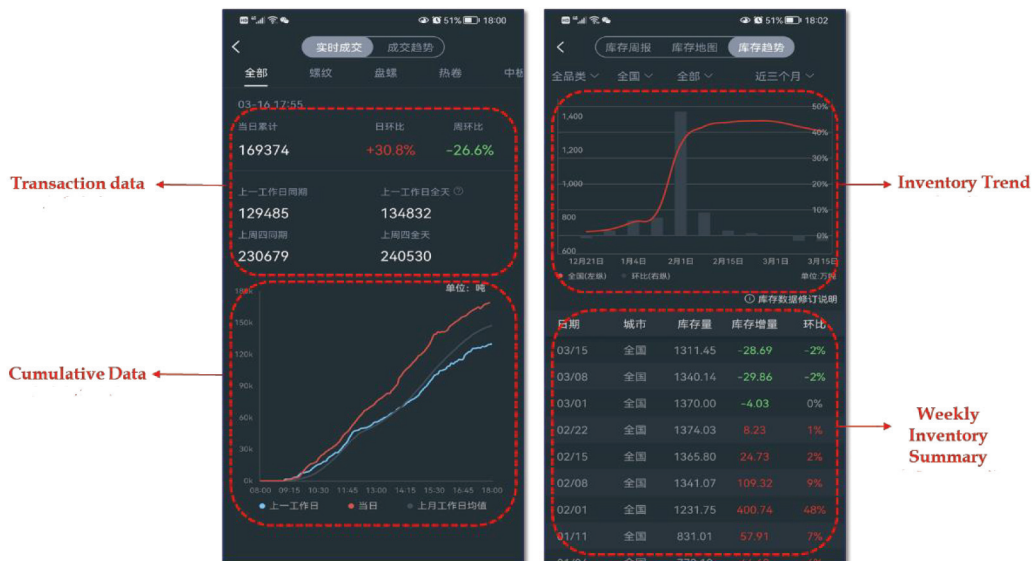 51% 18:00
实时成交 成交趋势
全部 螺纹 盘螺 热卷 中板
03-16 17:55
当日累计 日环比 周环比
169374 +30.8% -26.6%
上一工作日同期 上一工作日全天
129485 134832
上周四同期 上周四全天
230679 240530
单位：吨
180k
150k
120k
90k
60k
30k
0k
08:00 09:15 10:30 11:45 13:00 14:15 15:30 16:45 18:00
上一工作日 当日 上月工作日均值
Transaction data
Cumulative Data
51% 18:02
库存周报 库存地图 库存趋势
全品类 全国 全部 近三个月
1,400 50%
40%
1,200
30%
1,000 20%
10%
800
0%
600
12月21日 1月4日 2月1日 2月15日 3月1日 3月15日
全国(左纵) 环比(右纵) 单位:万吨
库存数据修订说明
日期 城市 库存量 库存增量 环比
03/15 全国 1311.45 -28.69 -2%
03/08 全国 1340.14 -29.86 -2%
03/01 全国 1370.00 -4.03 0%
02/22 全国 1374.03 8.23 1%
02/15 全国 1365.80 24.73 2%
02/08 全国 1341.07 109.32 9%
02/01 全国 1231.75 400.74 48%
01/11 全国 831.01 57.91 7%
Inventory Trend
Weekly
Inventory
Summary